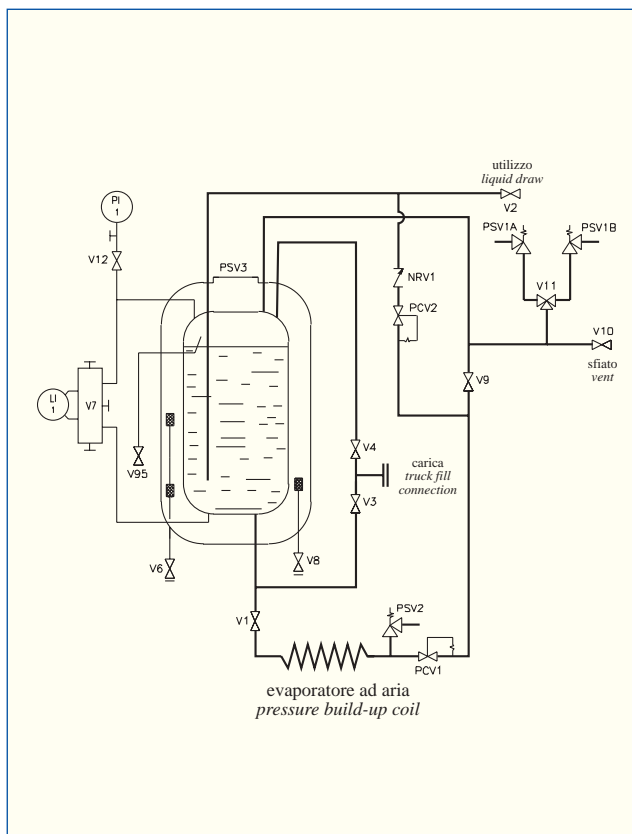 utilizzo
liquid draw
V2
PI
1
PSV1A
PSV1B
V12
PSV3
NRV1
V11
PCV2
V10
sfiato
vent
V9
LI
1
V7
V4
carica
truck fill
connection
V95
V3
V6
V8
PSV2
V1
PCV1
evaporatore ad aria
pressure build-up coil